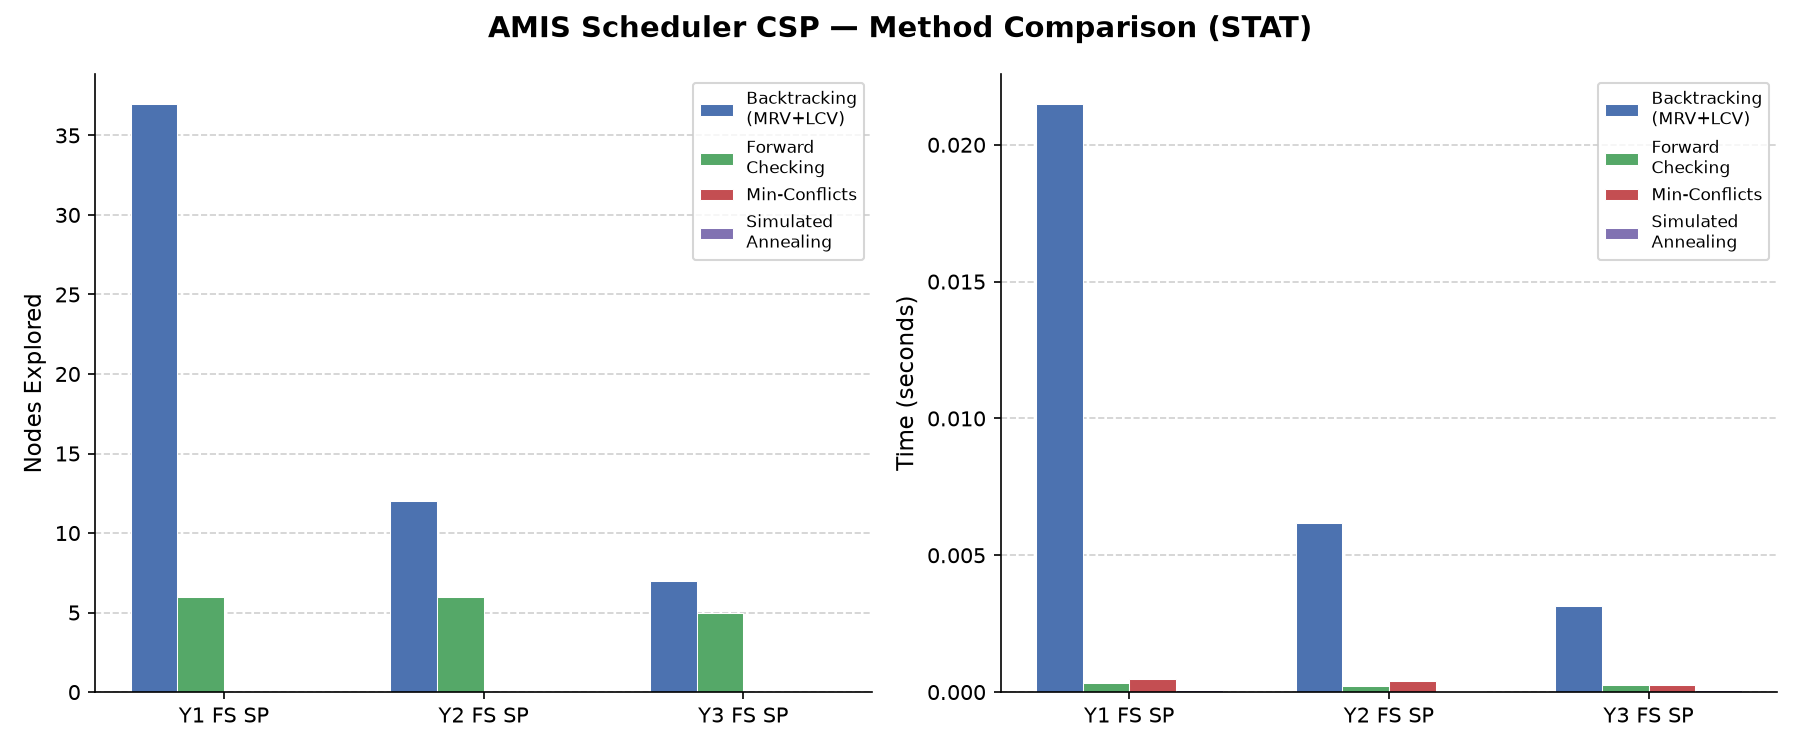 AMIS Scheduler CSP — Method Comparison (STAT)
Nodes Explored
35
30
25
20
15
10
5
0
Y1 FS SP
Y2 FS SP
Y3 FS SP
Backtracking
(MRV+LCV)
Forward
Checking
Min-Conflicts
Simulated
Annealing
Time (seconds)
0.020
0.015
0.010
0.005
0.000
Y1 FS SP
Y2 FS SP
Y3 FS SP
Backtracking
(MRV+LCV)
Forward
Checking
Min-Conflicts
Simulated
Annealing